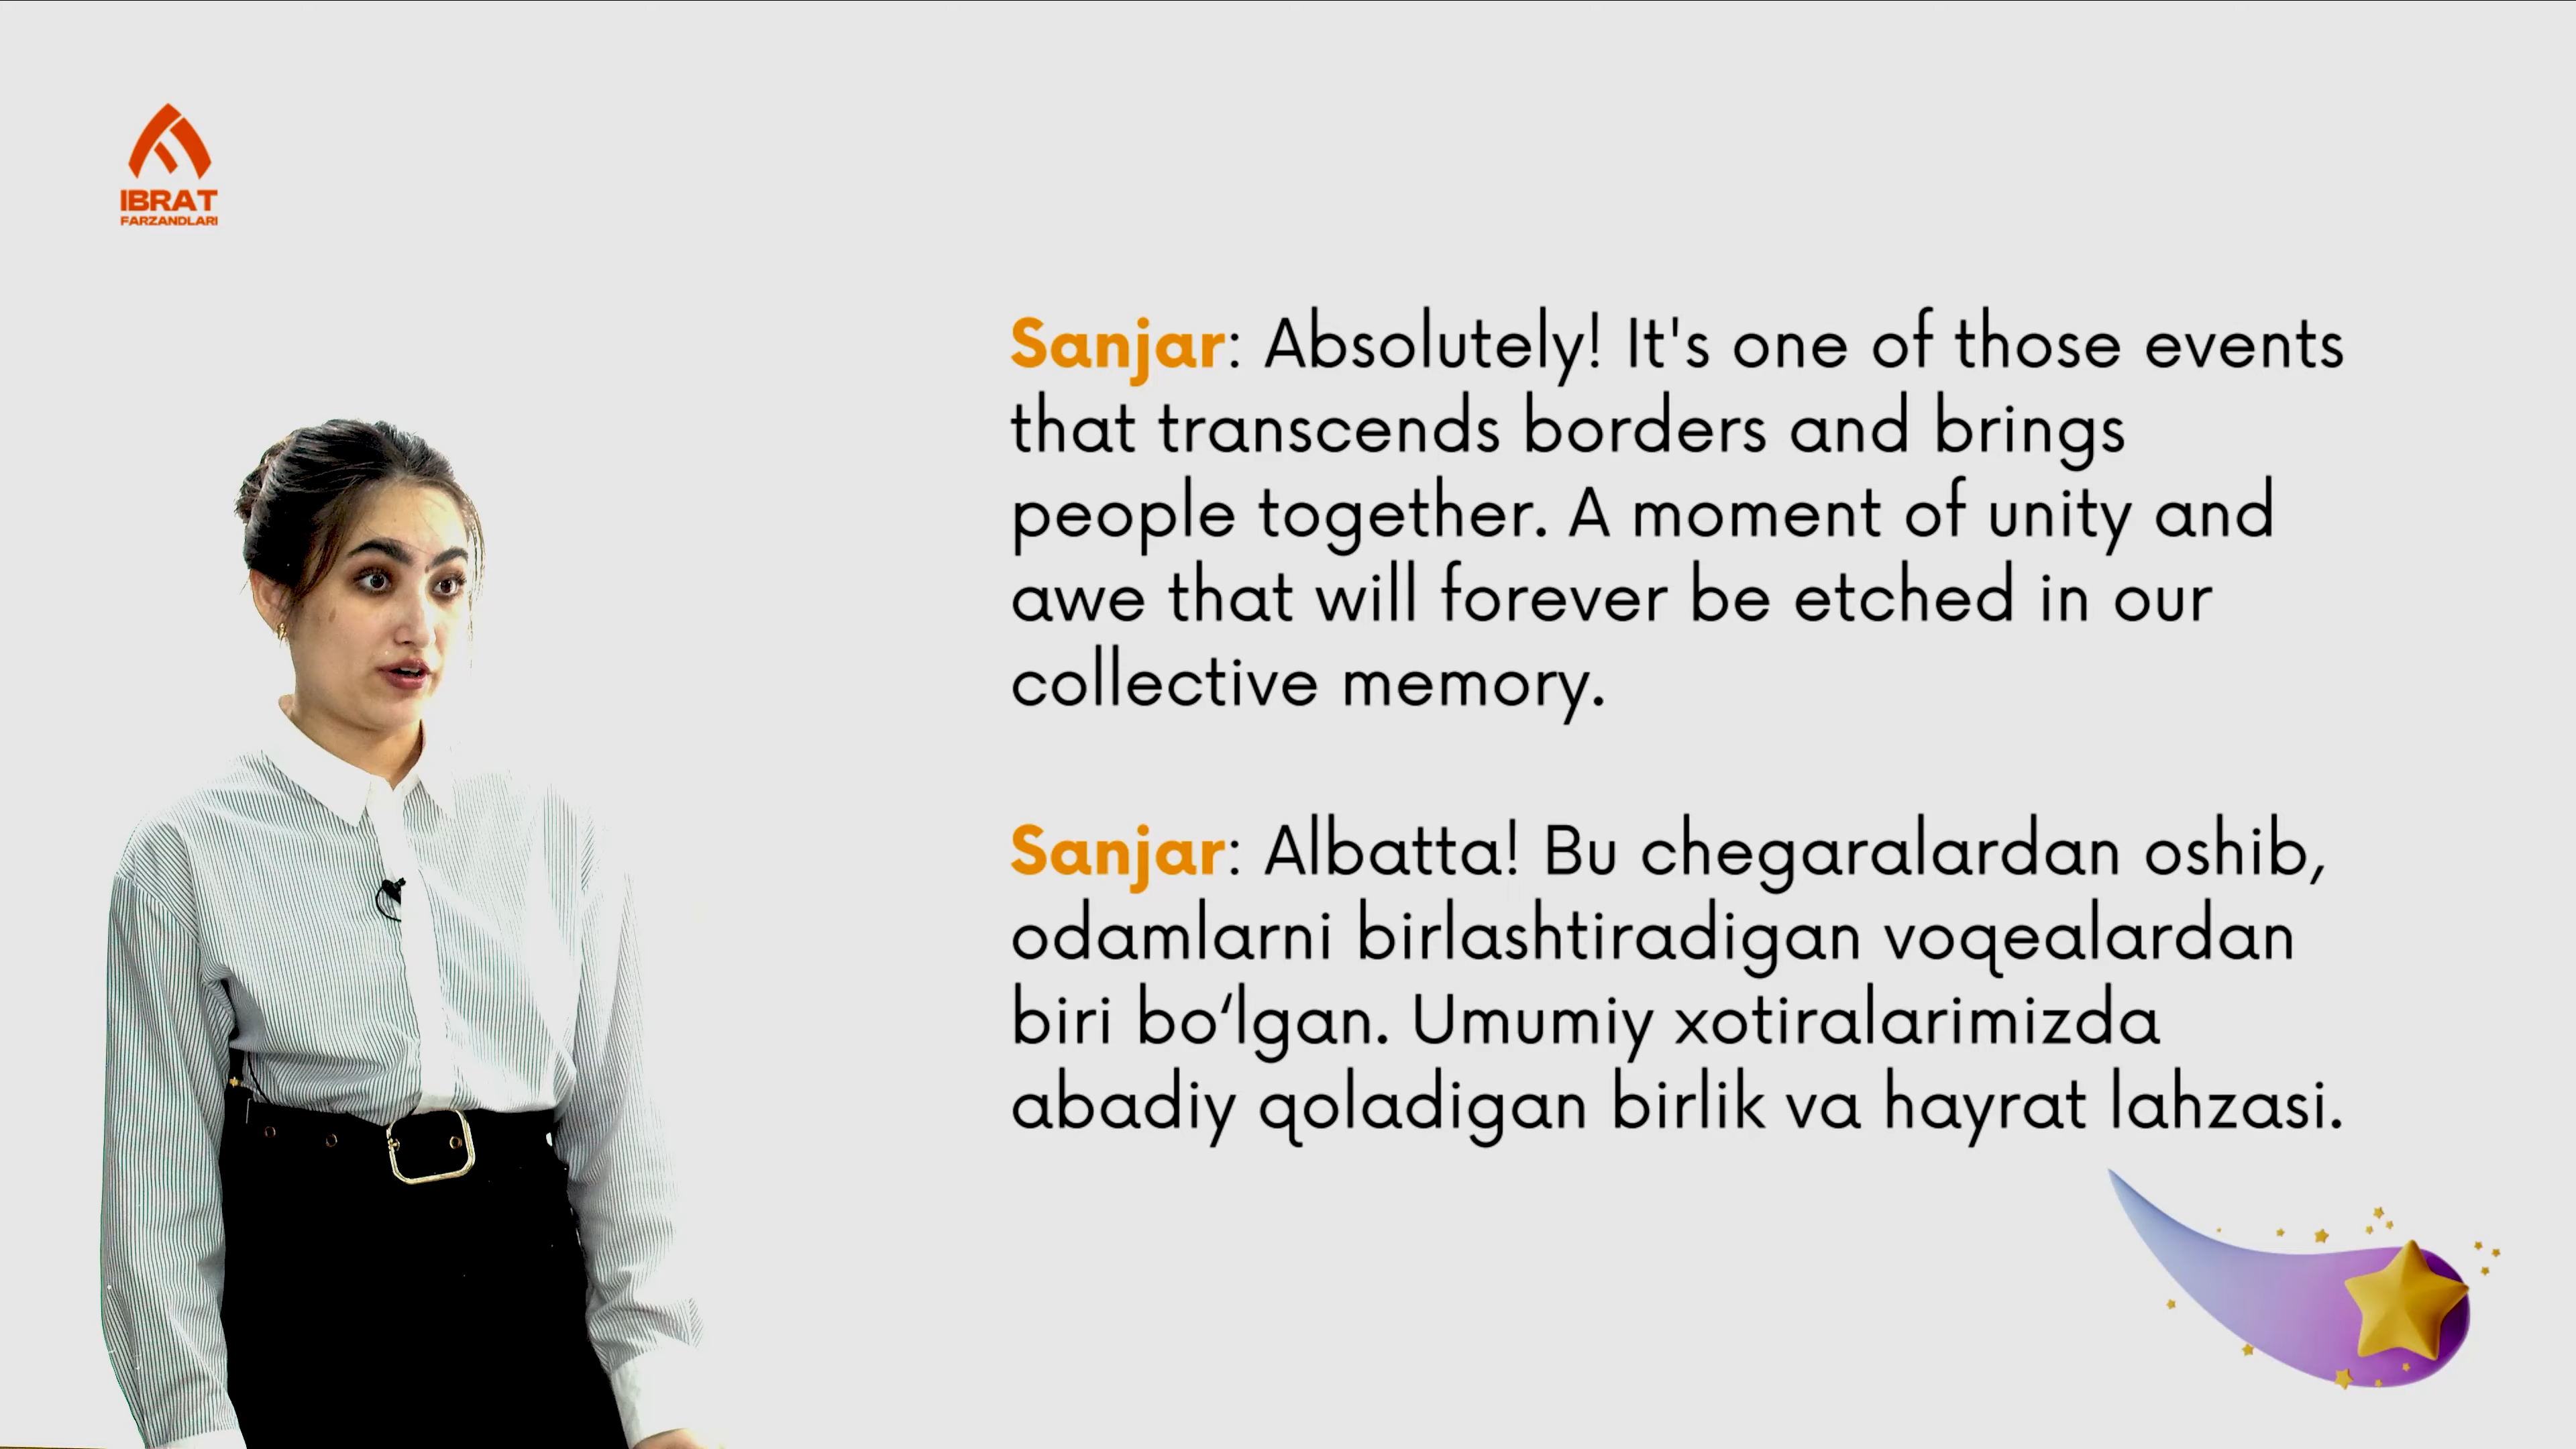 IBRAT
FARZANDLARI
Sanjar: Absolutely! It's one of those events
that transcends borders and brings
people together. A moment of unity and
awe that will forever be etched in our
collective memory.
Sanjar: Albatta! Bu chegaralardan oshib,
odamlarni birlashtiradigan voqealardan
biri bo‘lgan. Umumiy xotiralarimizda
abadiy qoladigan birlik va hayrat lahzasi.